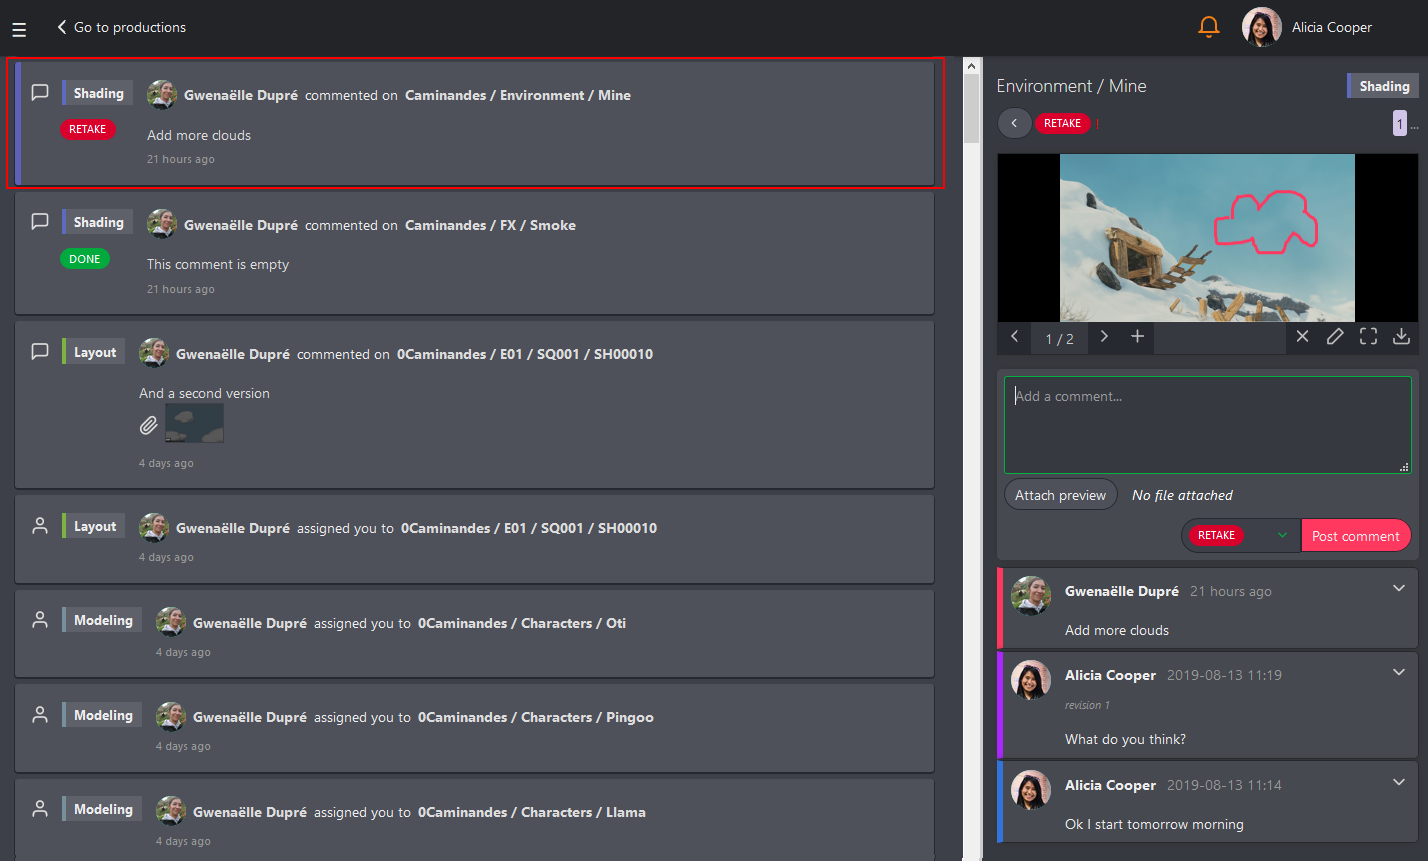 Go to productions
Alicia Cooper
Shading
Gwenaëlle Dupré commented on Caminandes / Environment / Mine
RETAKE
Add more clouds
21 hours ago
Shading
Gwenaëlle Dupré commented on Caminandes / FX / Smoke
DONE
This comment is empty
21 hours ago
Layout
Gwenaëlle Dupré commented on 0Caminandes / E01 / SQ001 / SH00010
And a second version
4 days ago
Layout
Gwenaëlle Dupré assigned you to 0Caminandes / E01 / SQ001 / SH00010
4 days ago
Modeling
Gwenaëlle Dupré assigned you to 0Caminandes / Characters / Oti
4 days ago
Modeling
Gwenaëlle Dupré assigned you to 0Caminandes / Characters / Pingoo
4 days ago
Modeling
Gwenaëlle Dupré assigned you to 0Caminandes / Characters / Llama
4 days ago
Environment / Mine
Shading
RETAKE !
1 ...
1 / 2
Add a comment...
Attach preview No file attached
RETAKE
Post comment
Gwenaëlle Dupré 21 hours ago
Add more clouds
Alicia Cooper 2019-08-13 11:19
revision 1
What do you think?
Alicia Cooper 2019-08-13 11:14
Ok I start tomorrow morning